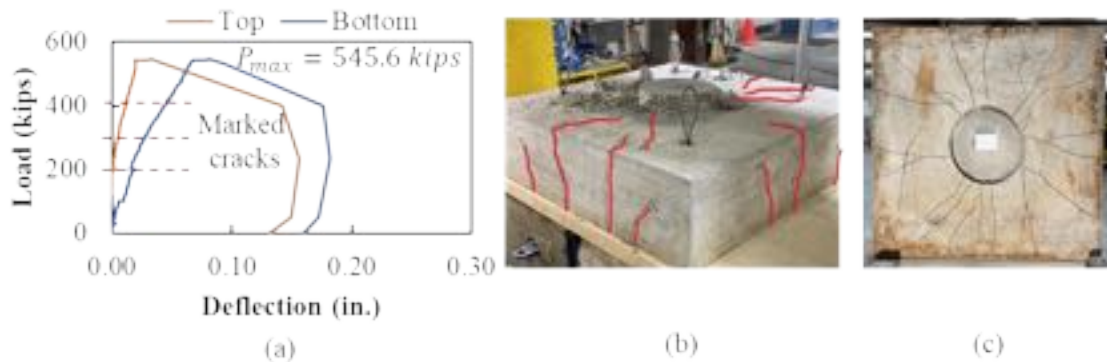 Top Bottom
600
P_max = 545.6 kips
400
Marked
cracks
200
0
Load (kips)
0.00 0.10 0.20 0.30
Deflection (in.)
(a)
(b)
(c)